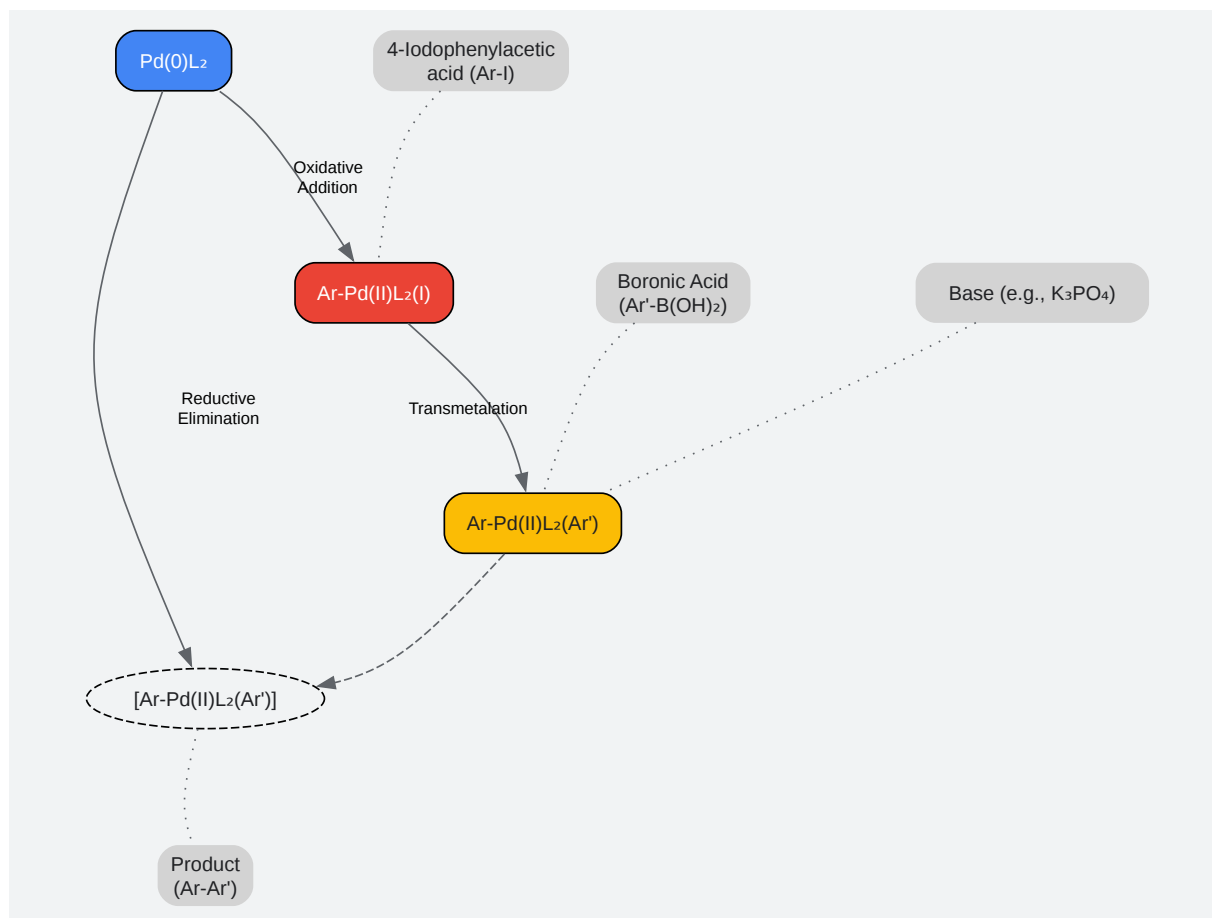 Pd(0)L₂
4-Iodophenylacetic
acid (Ar-I)
Oxidative
Addition
Ar-Pd(II)L₂(I)
Boronic Acid
(Ar'-B(OH)₂)
Base (e.g., K₃PO₄)
Reductive
Elimination
Transmetalation
Ar-Pd(II)L₂(Ar')
[Ar-Pd(II)L₂(Ar')]
Product
(Ar-Ar')